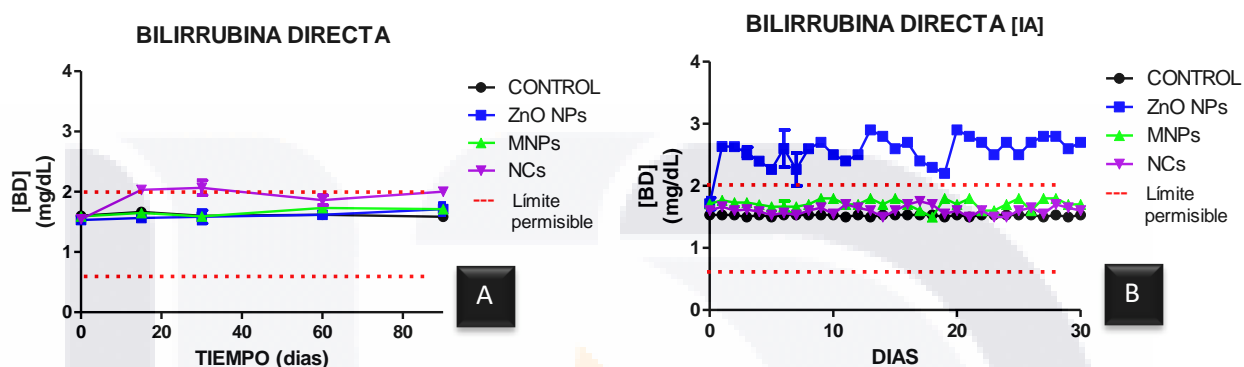 BILIRRUBINA DIRECTA
4
3
2
1
0
[BD]
(mg/dL)
0
20
40
60
80
TIEMPO (dias)
CONTROL
ZnO NPs
MNPs
NCs
Límite
permisible
A
BILIRRUBINA DIRECTA [IA]
4
3
2
1
0
[BD]
(mg/dL)
0
10
20
30
DIAS
CONTROL
ZnO NPs
MNPs
NCs
Límite
permisible
B